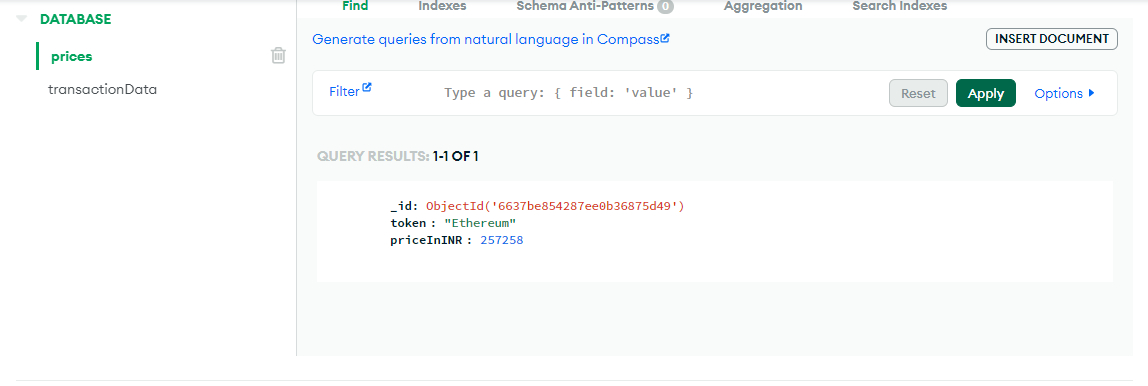 DATABASE
prices
transactionData
Find Indexes Schema Anti-Patterns 0 Aggregation Search Indexes
Generate queries from natural language in Compass
INSERT DOCUMENT
Filter Type a query: { field: 'value' } Reset Apply Options
QUERY RESULTS: 1-1 OF 1
_id: ObjectId('6637be854287ee0b36875d49')
token : "Ethereum"
priceInINR : 257258